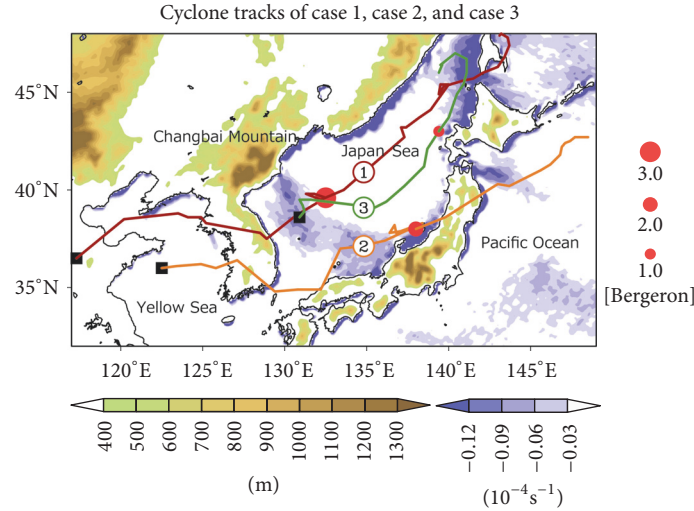 Cyclone tracks of case 1, case 2, and case 3
45°N
40°N
35°N
Changbai Mountain
Japan Sea
1
3
2
Pacific Ocean
Yellow Sea
120°E
125°E
130°E
135°E
140°E
145°E
3.0
2.0
1.0
[Bergeron]
400
500
600
700
800
900
1000
1100
1200
1300
(m)
−0.12
−0.09
−0.06
−0.03
(10⁻⁴s⁻¹)